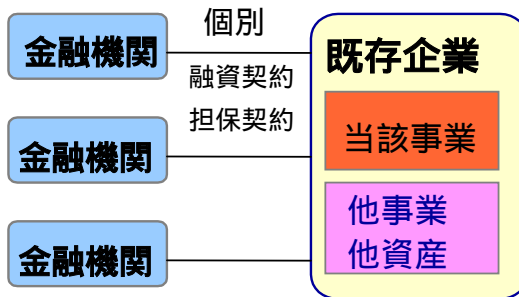 金融機関
個別
融資契約
担保契約
金融機関
金融機関
既存企業
当該事業
他事業
他資産